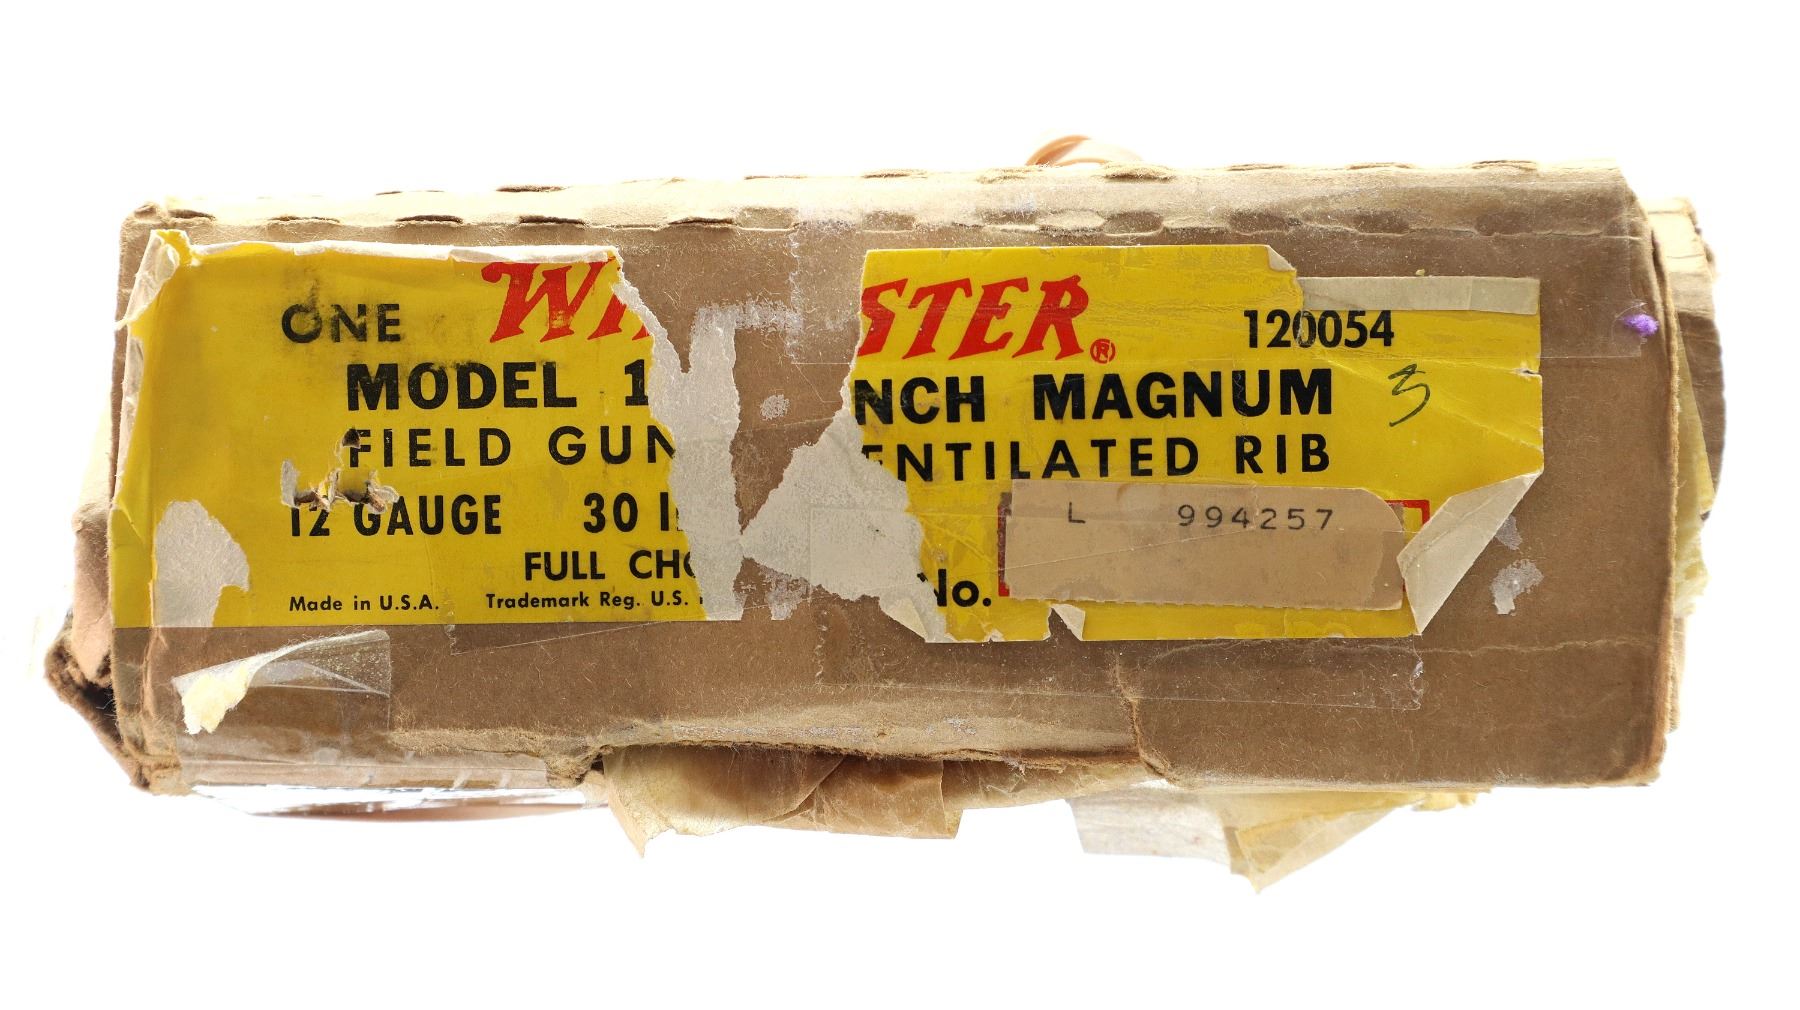 ONE WI STER® 120054
MODEL 1 NCH MAGNUM
FIELD GUN ENTILATED RIB
12 GAUGE 30 I L 994257
FULL CHO No.
Made in U.S.A. Trademark Reg. U.S.